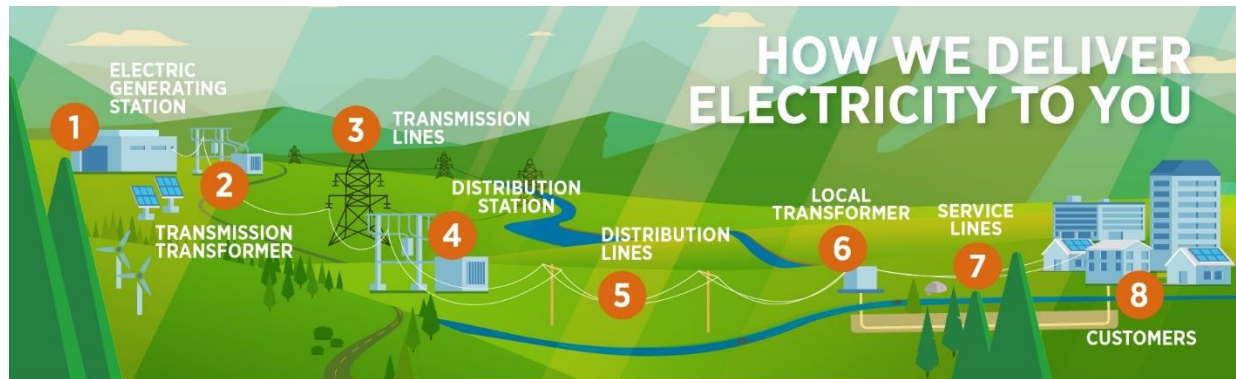 HOW WE DELIVER
ELECTRICITY TO YOU
1
ELECTRIC
GENERATING
STATION
2
TRANSMISSION
TRANSFORMER
3
TRANSMISSION
LINES
4
DISTRIBUTION
STATION
5
DISTRIBUTION
LINES
6
LOCAL
TRANSFORMER
7
SERVICE
LINES
8
CUSTOMERS